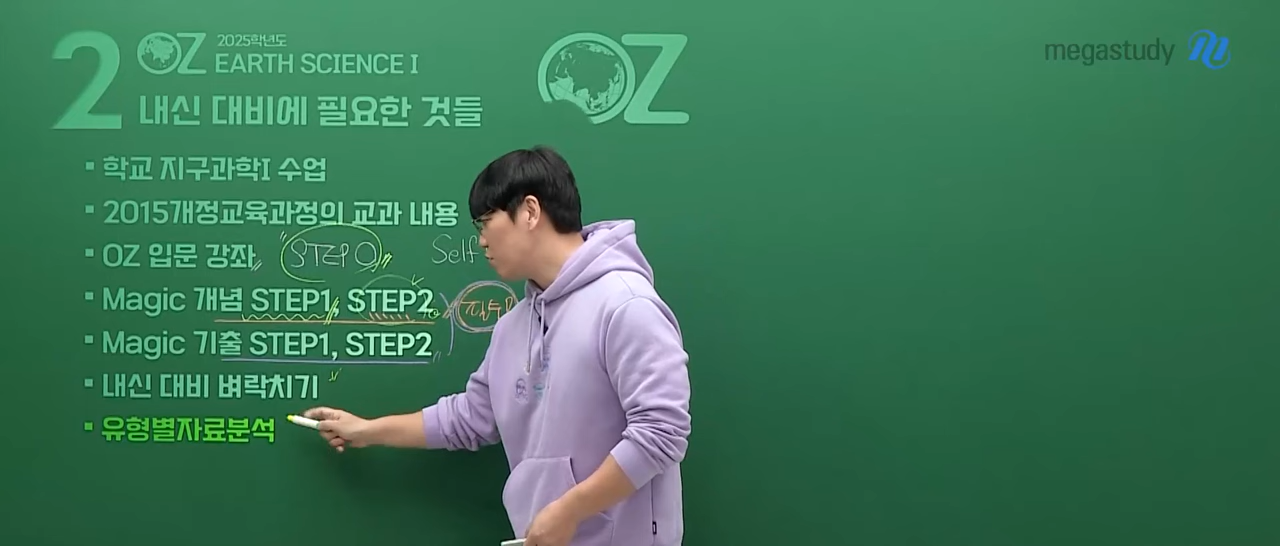 2
OZ 2025학년도
EARTH SCIENCE I
내신 대비에 필요한 것들
OZ
megastudy
▪ 학교 지구과학I 수업
▪ 2015개정교육과정의 교과 내용
▪ OZ 입문 강좌 "STEP 0" Self
▪ Magic 개념 STEP1, STEP2
▪ Magic 기출 STEP1, STEP2
▪ 내신 대비 벼락치기
▪ 유형별자료분석